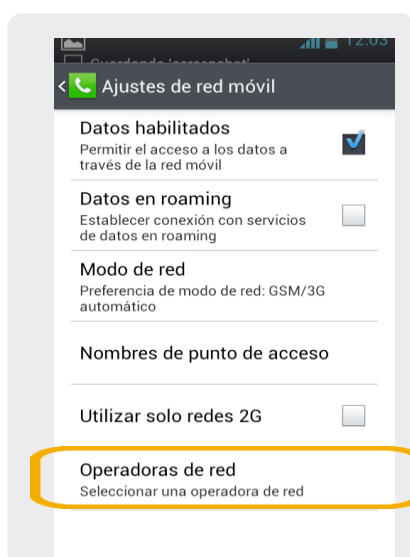 12:03
Guardando 'screenshot'
< Ajustes de red móvil
Datos habilitados
Permitir el acceso a los datos a
través de la red móvil
Datos en roaming
Establecer conexión con servicios
de datos en roaming
Modo de red
Preferencia de modo de red: GSM/3G
automático
Nombres de punto de acceso
Utilizar solo redes 2G
Operadoras de red
Seleccionar una operadora de red